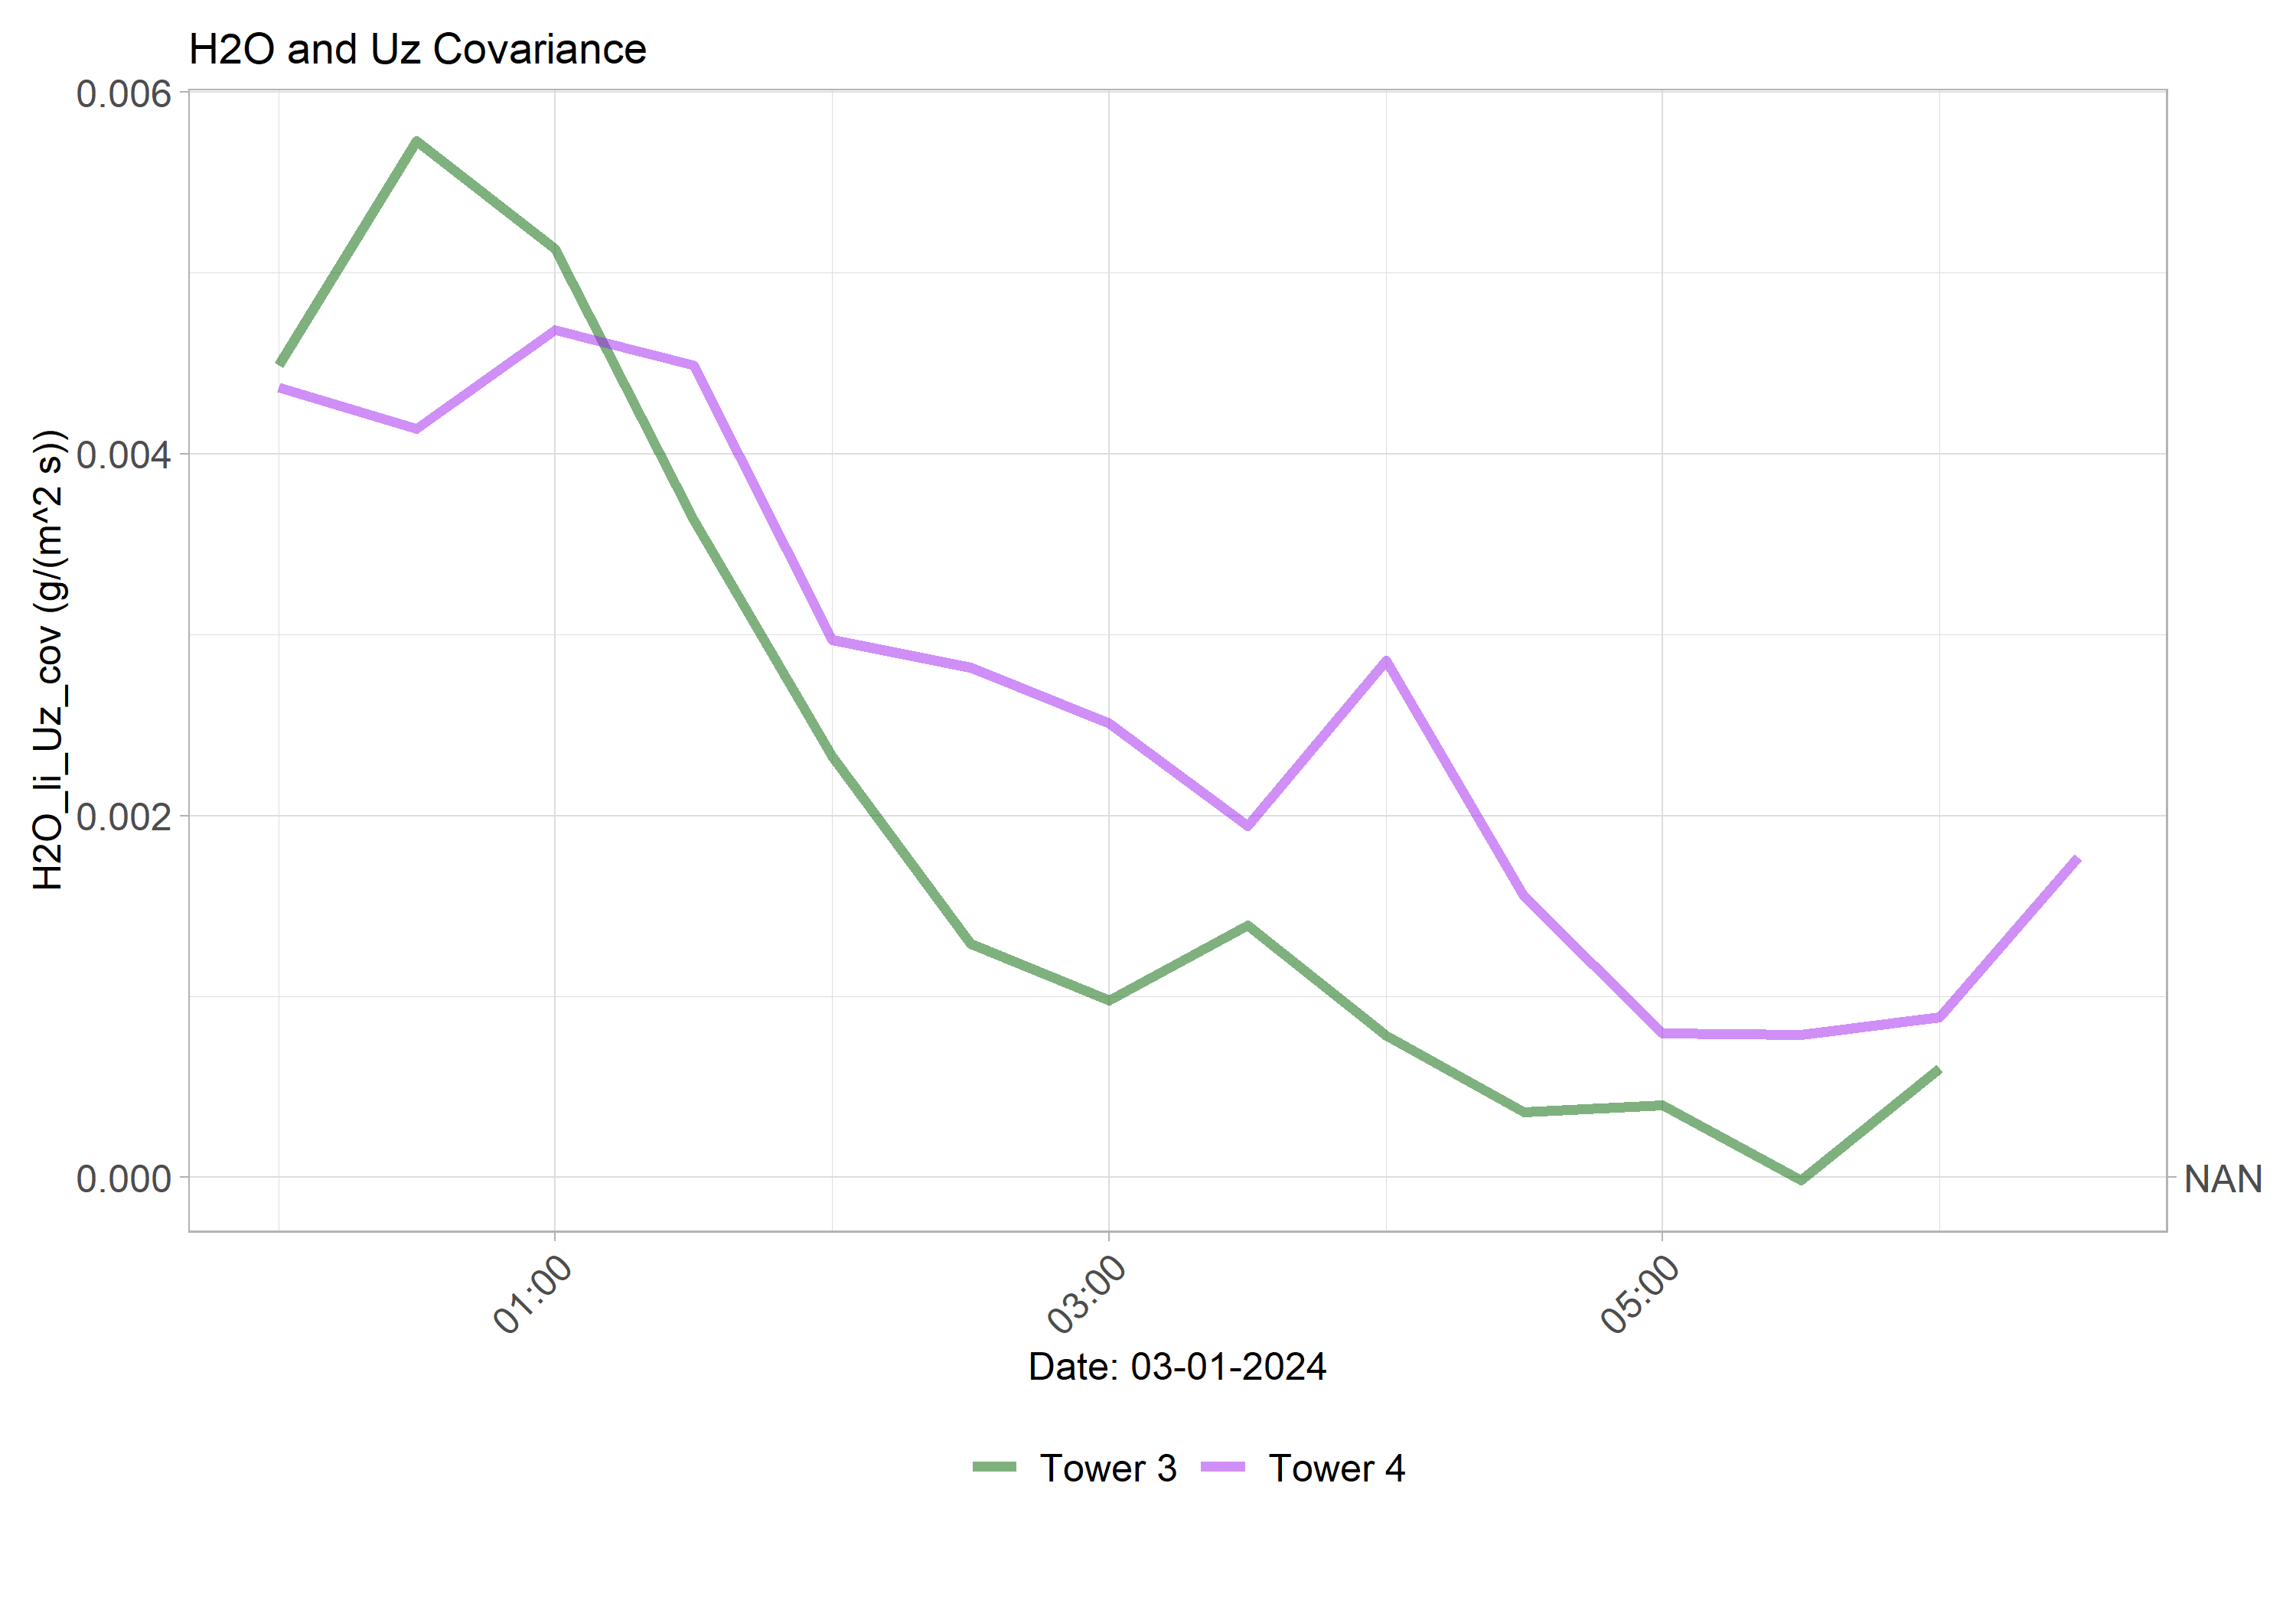 H2O and Uz Covariance
0.006
0.004
0.002
0.000
H2O_li_Uz_cov (g/(m^2 s))
NAN
01:00
03:00
05:00
Date: 03-01-2024
Tower 3
Tower 4